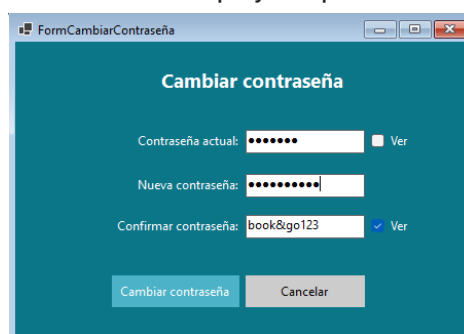 FormCambiarContraseña
Cambiar contraseña
Contraseña actual: ••••••• Ver
Nueva contraseña: ••••••••••
Confirmar contraseña: book&go123 Ver
Cambiar contraseña Cancelar